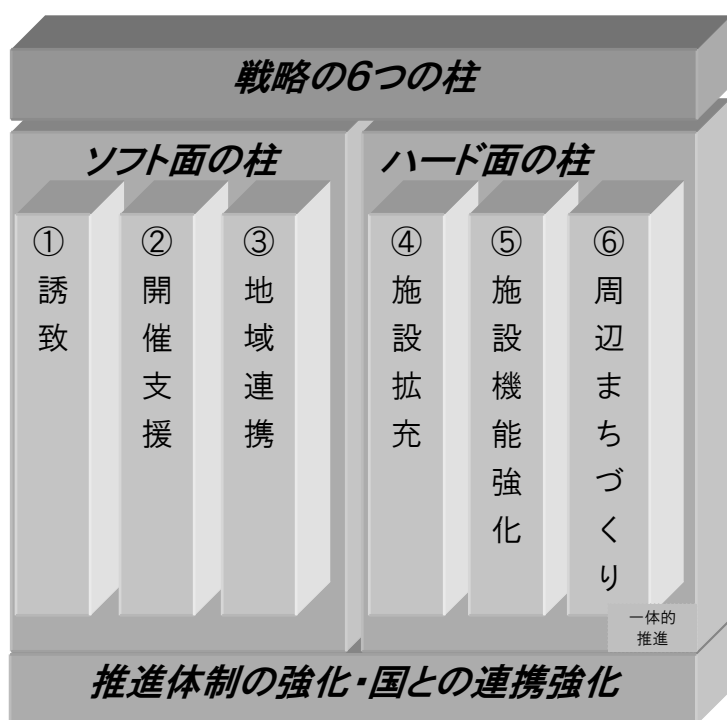 戦略の6つの柱
ソフト面の柱
ハード面の柱
①誘致
②開催支援
③地域連携
④施設拡充
⑤施設機能強化
⑥周辺まちづくり
一体的
推進
推進体制の強化・国との連携強化